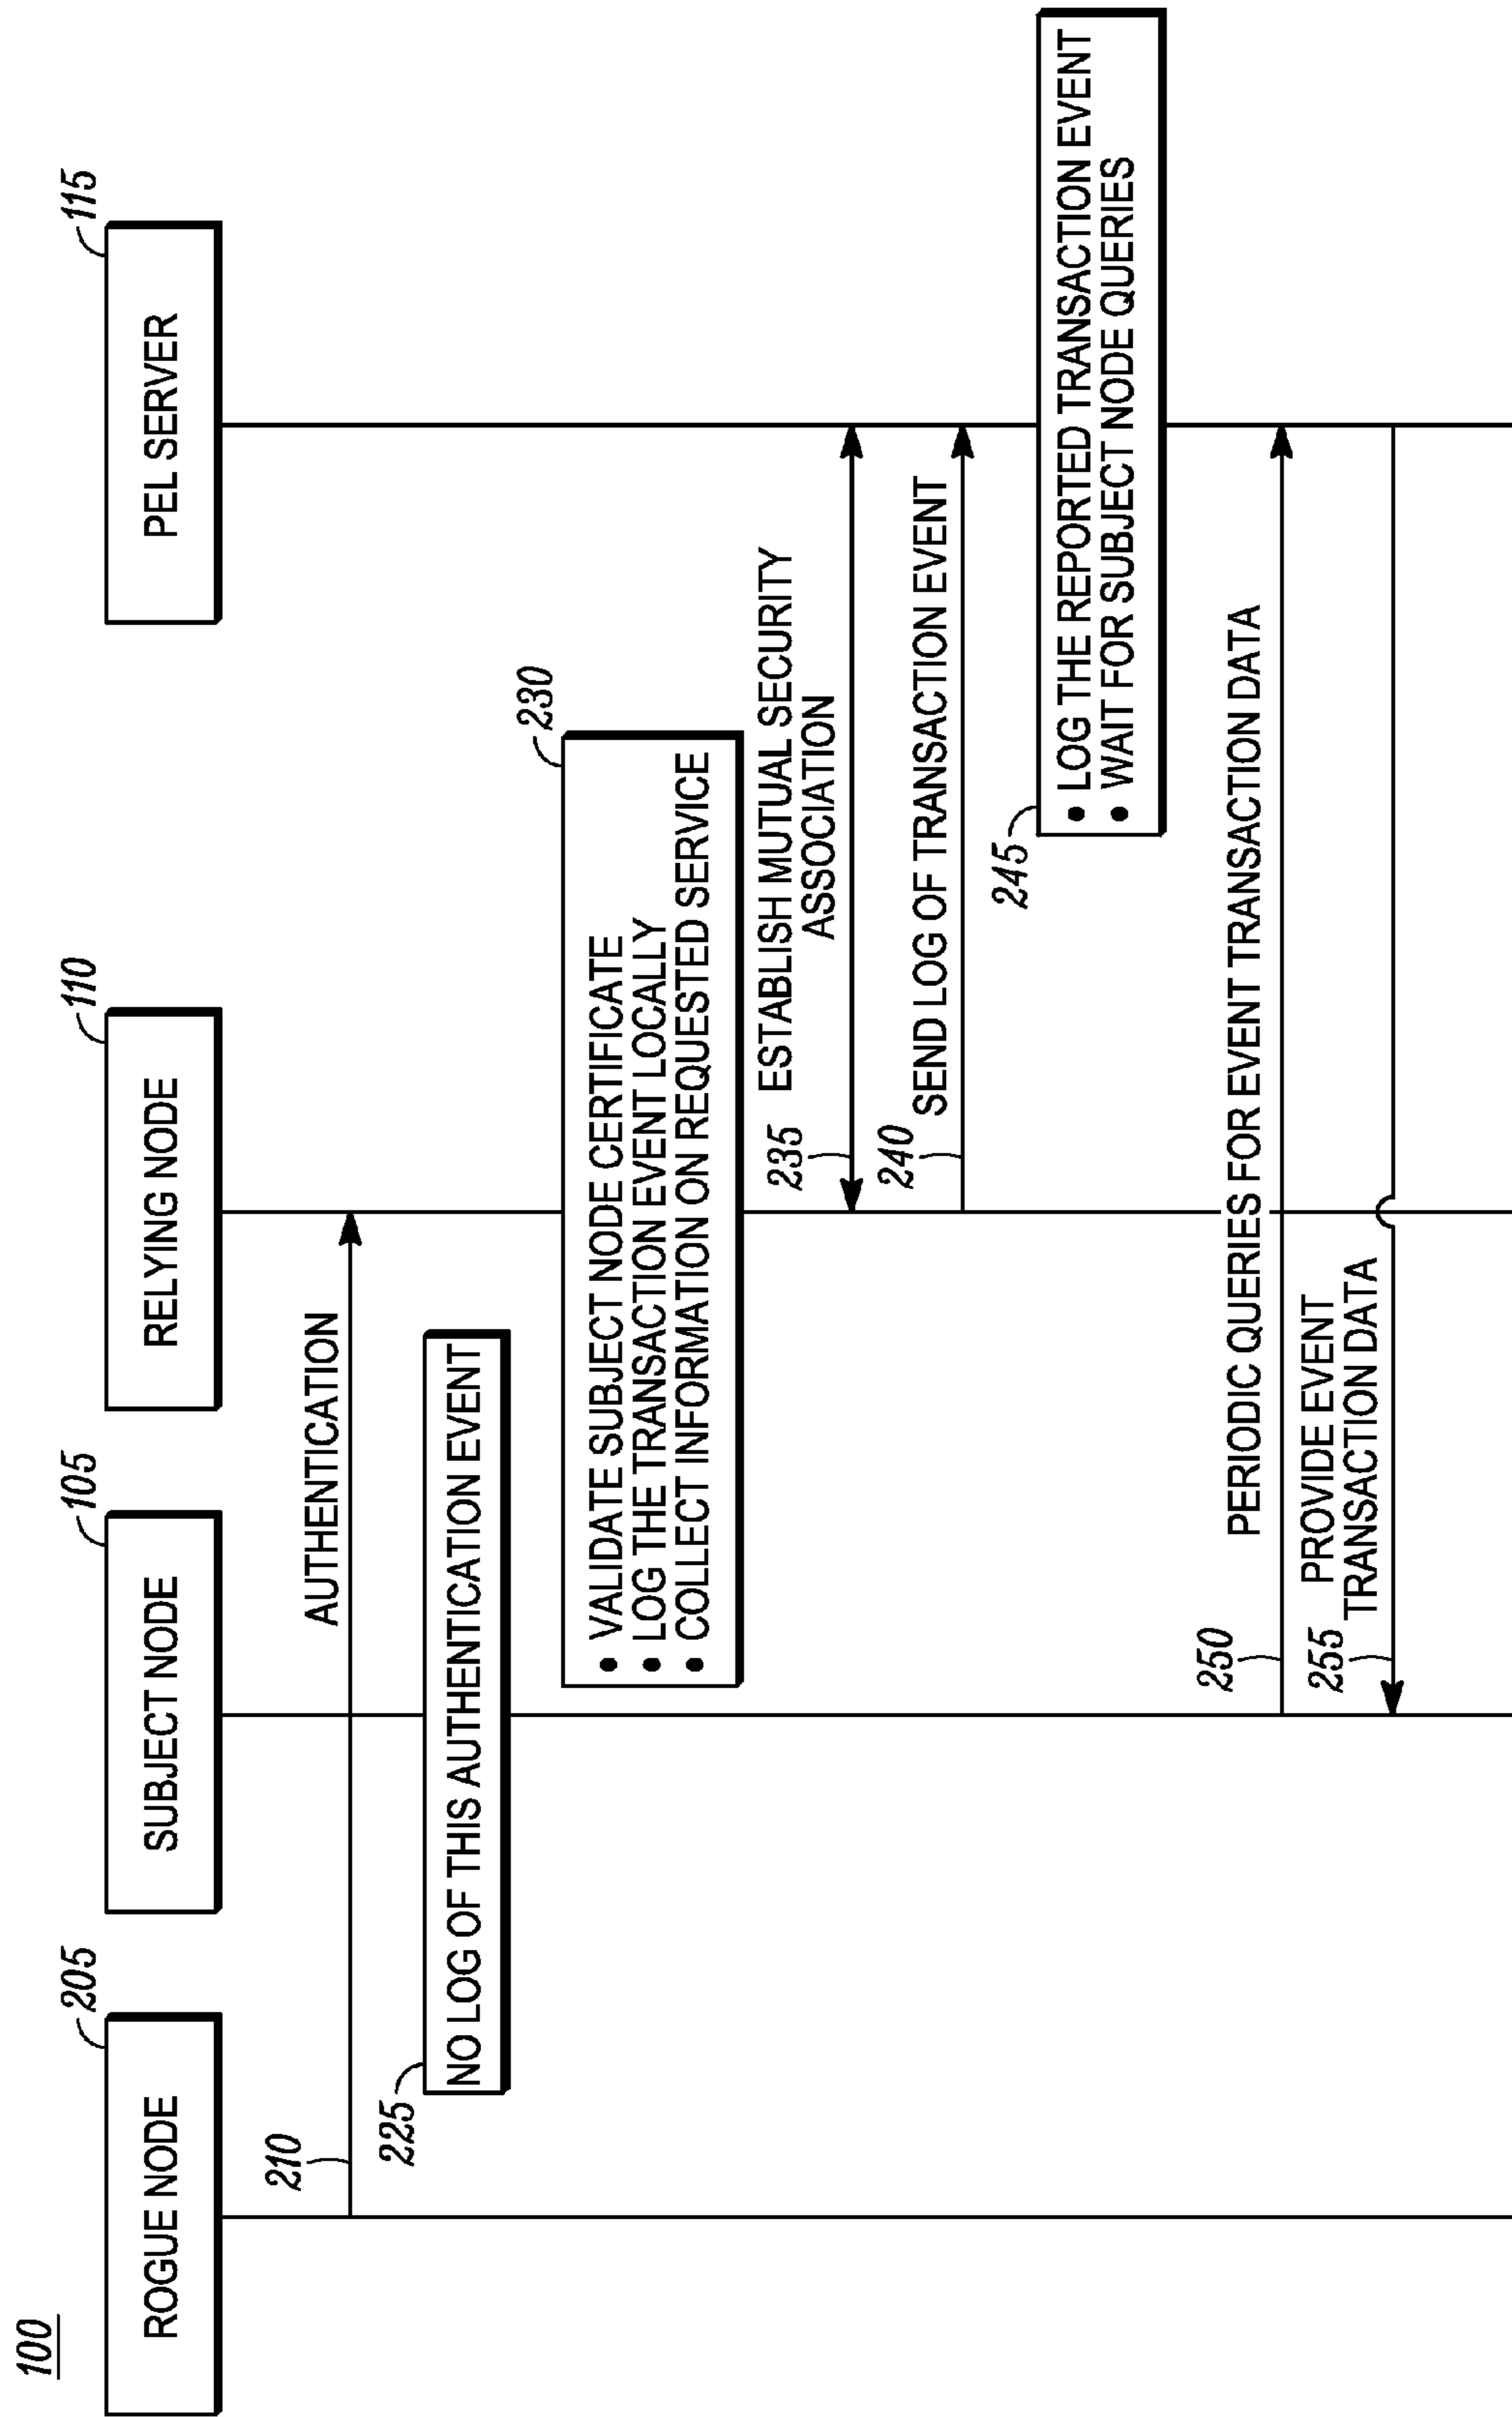 100
205
105
110
115
ROGUE NODE
SUBJECT NODE
RELYING NODE
PEL SERVER
210
AUTHENTICATION
225
NO LOG OF THIS AUTHENTICATION EVENT
230
• VALIDATE SUBJECT NODE CERTIFICATE
• LOG THE TRANSACTION EVENT LOCALLY
• COLLECT INFORMATION ON REQUESTED SERVICE
235
ESTABLISH MUTUAL SECURITY
ASSOCIATION
240
SEND LOG OF TRANSACTION EVENT
245
• LOG THE REPORTED TRANSACTION EVENT
• WAIT FOR SUBJECT NODE QUERIES
250
PERIODIC QUERIES FOR EVENT TRANSACTION DATA
255
PROVIDE EVENT
TRANSACTION DATA